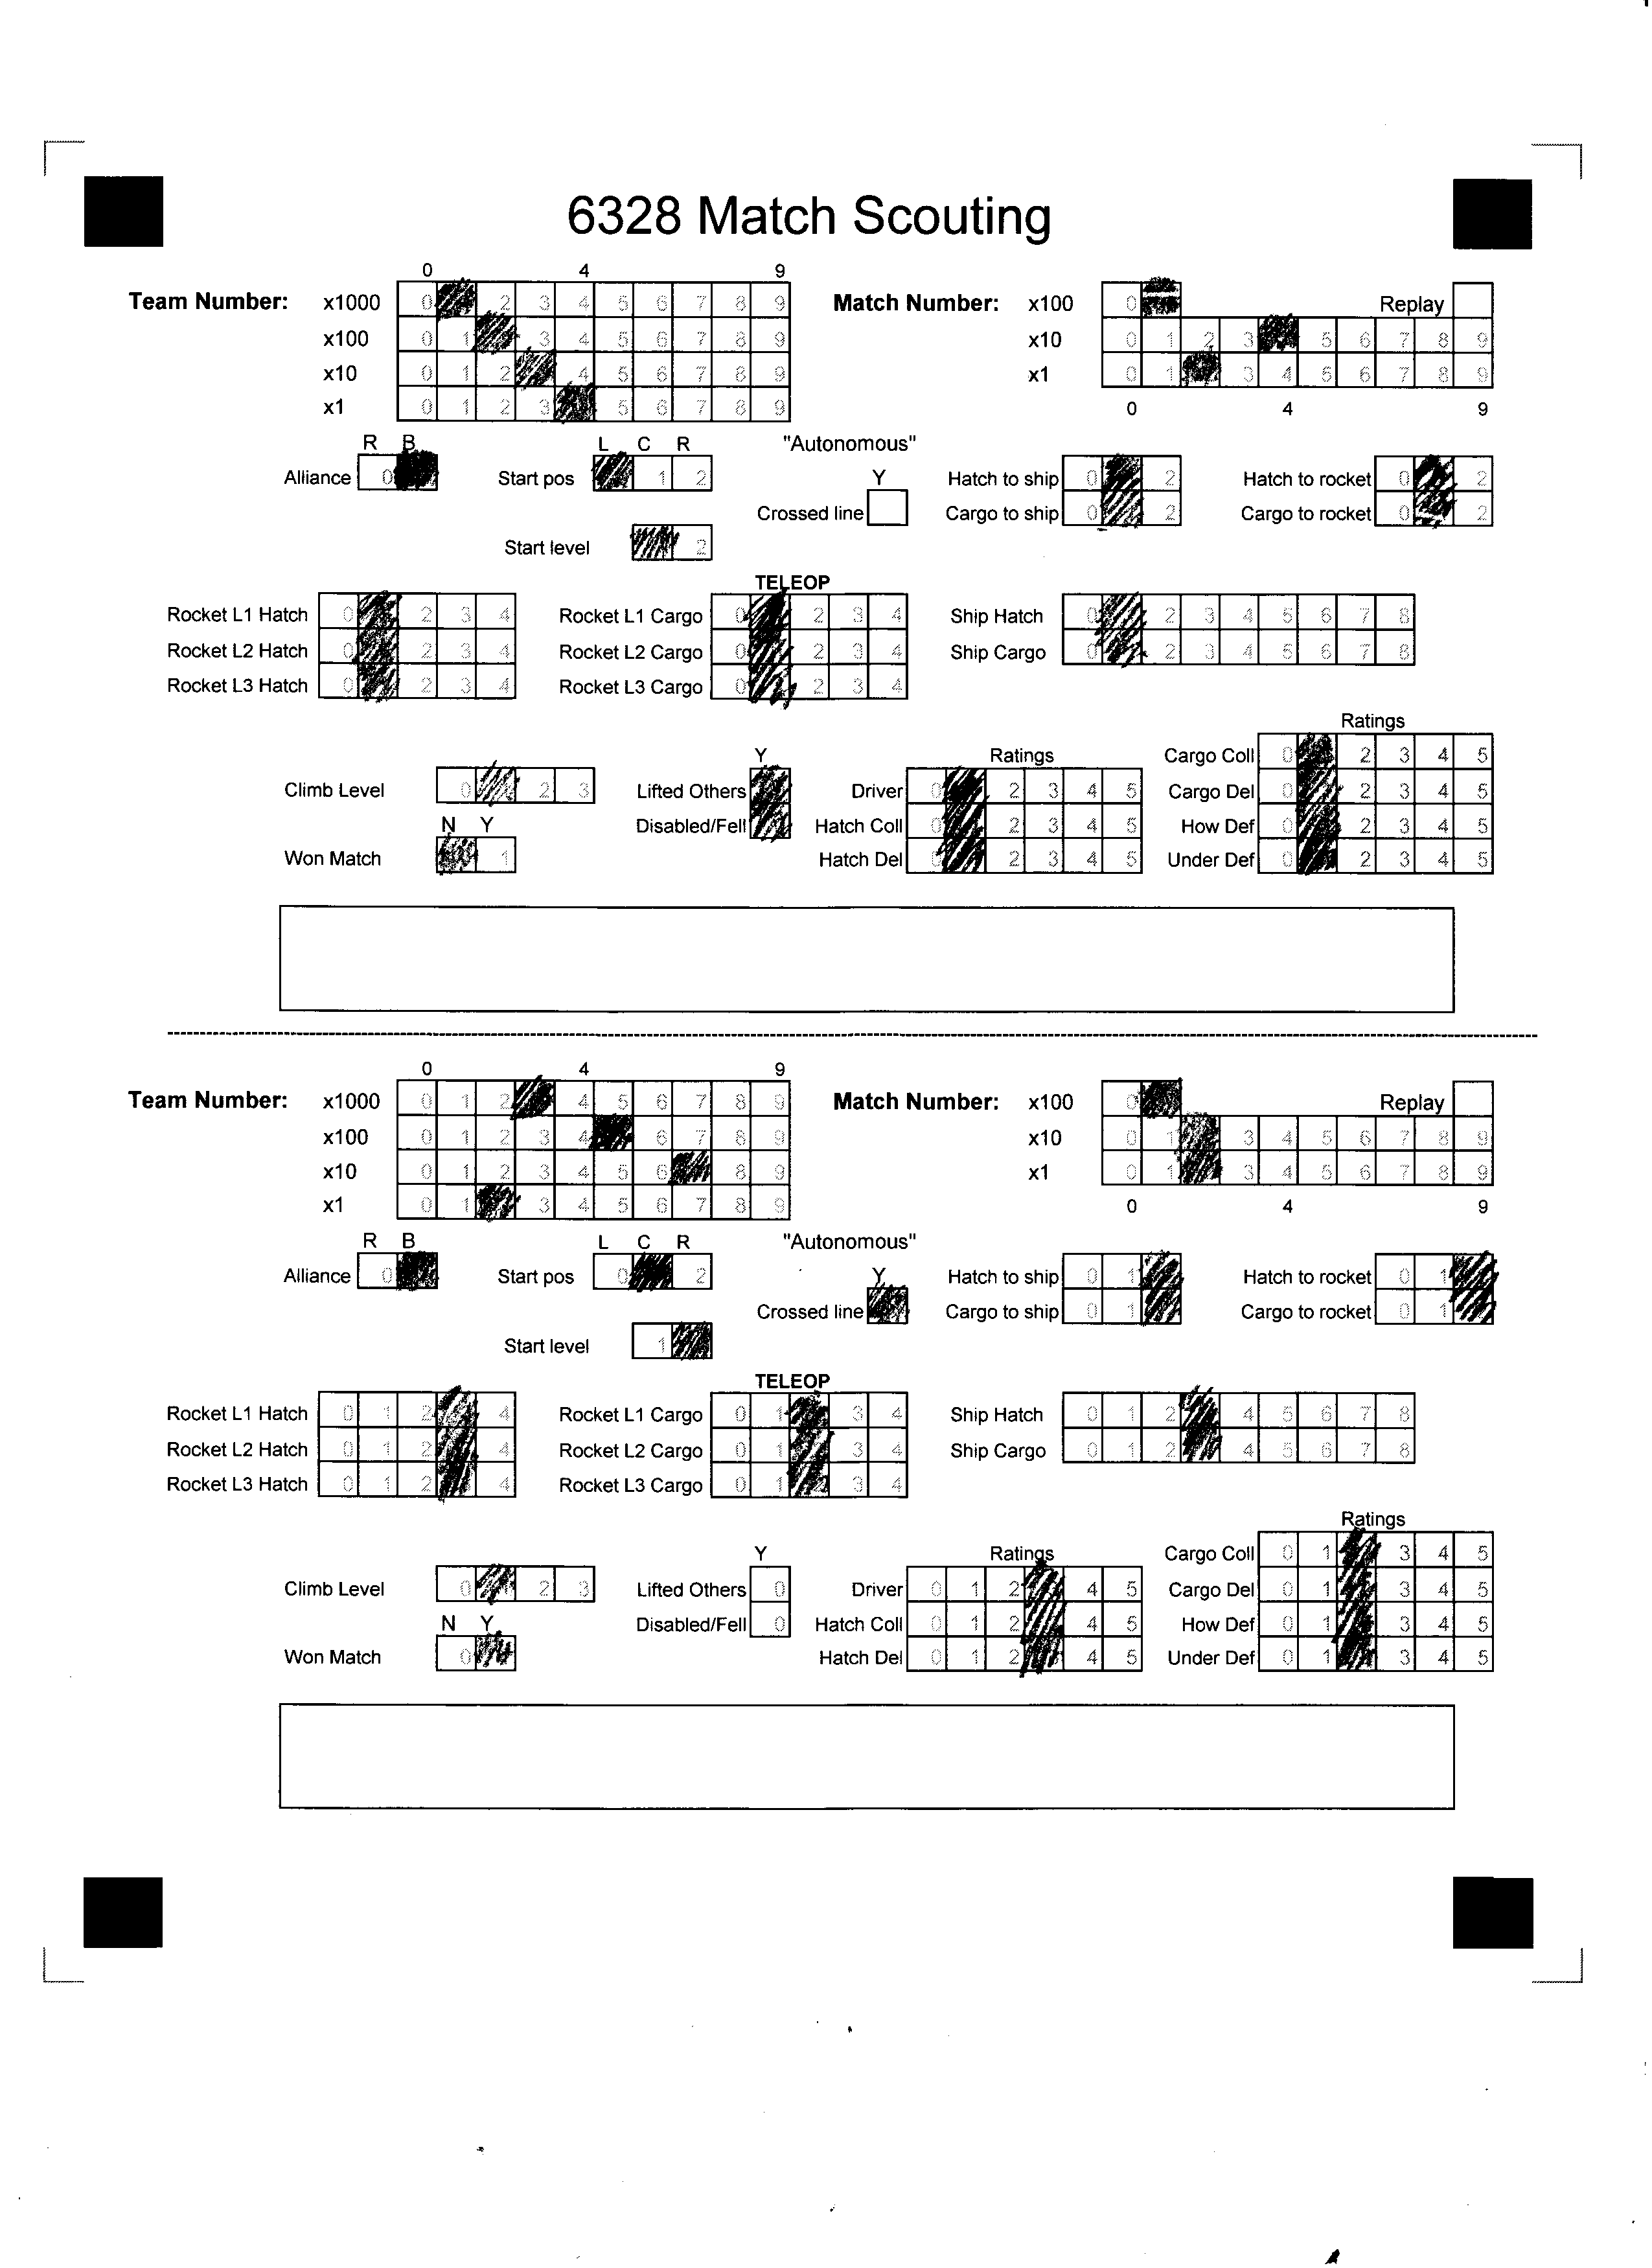 6328 Match Scouting
0 4 9
Team Number: x1000 0 2 3 4 5 6 7 8 9 Match Number: x100 0 Replay
x100 0 1 3 4 5 6 7 8 9 x10 0 1 2 3 5 6 7 8 9
x10 0 1 2 4 5 6 7 8 9 x1 0 1 3 4 5 6 7 8 9
x1 0 1 2 3 5 6 7 8 9 0 4 9
R B L C R "Autonomous"
Alliance 0 Start pos 1 2 Y Hatch to ship 0 2 Hatch to rocket 0 2
Crossed line Cargo to ship 0 2 Cargo to rocket 0 2
Start level 2
TELEOP
Rocket L1 Hatch 0 2 3 4 Rocket L1 Cargo 0 2 3 4 Ship Hatch 0 2 3 4 5 6 7 8
Rocket L2 Hatch 0 2 3 4 Rocket L2 Cargo 0 2 3 4 Ship Cargo 0 2 3 4 5 6 7 8
Rocket L3 Hatch 0 2 3 4 Rocket L3 Cargo 0 2 3 4
Ratings
Y Ratings Cargo Coll 0 2 3 4 5
Climb Level 0 2 3 Lifted Others Driver 0 2 3 4 5 Cargo Del 0 2 3 4 5
N Y Disabled/Fell Hatch Coll 0 2 3 4 5 How Def 0 2 3 4 5
Won Match 1 Hatch Del 0 2 3 4 5 Under Def 0 2 3 4 5
0 4 9
Team Number: x1000 0 1 2 4 5 6 7 8 9 Match Number: x100 0 Replay
x100 0 1 2 3 4 6 7 8 9 x10 0 1 3 4 5 6 7 8 9
x10 0 1 2 3 4 5 6 8 9 x1 0 1 3 4 5 6 7 8 9
x1 0 1 3 4 5 6 7 8 9 0 4 9
R B L C R "Autonomous"
Alliance 0 Start pos 0 2 Y Hatch to ship 0 1 Hatch to rocket 0 1
Crossed line Cargo to ship 0 1 Cargo to rocket 0 1
Start level 1
TELEOP
Rocket L1 Hatch 0 1 2 4 Rocket L1 Cargo 0 1 3 4 Ship Hatch 0 1 2 4 5 6 7 8
Rocket L2 Hatch 0 1 2 4 Rocket L2 Cargo 0 1 3 4 Ship Cargo 0 1 2 4 5 6 7 8
Rocket L3 Hatch 0 1 2 4 Rocket L3 Cargo 0 1 3 4
Ratings
Y Ratings Cargo Coll 0 1 3 4 5
Climb Level 0 2 3 Lifted Others 0 Driver 0 1 2 4 5 Cargo Del 0 1 3 4 5
N Y Disabled/Fell 0 Hatch Coll 0 1 2 4 5 How Def 0 1 3 4 5
Won Match 0 Hatch Del 0 1 2 4 5 Under Def 0 1 3 4 5